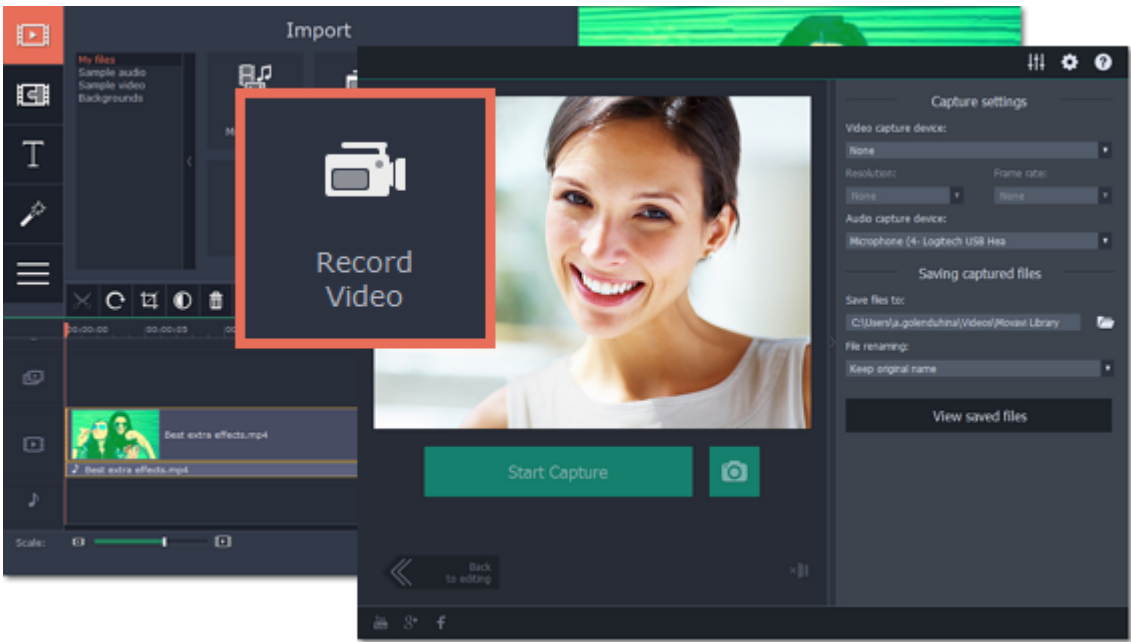 Import
My files
Sample audio
Sample video
Backgrounds
Record
Video
00:00:00
00:00:05
Best extra effects.mp4
Best extra effects.mp4
Scale:
Start Capture
Back
to editing
Capture settings
Video capture device:
None
Resolution:
Frame rate:
None
None
Audio capture device:
Microphone (4- Logitech USB Hea
Saving captured files
Save files to:
C:\Users\a.golenduhina\Videos\Movavi Library
File renaming:
Keep original name
View saved files